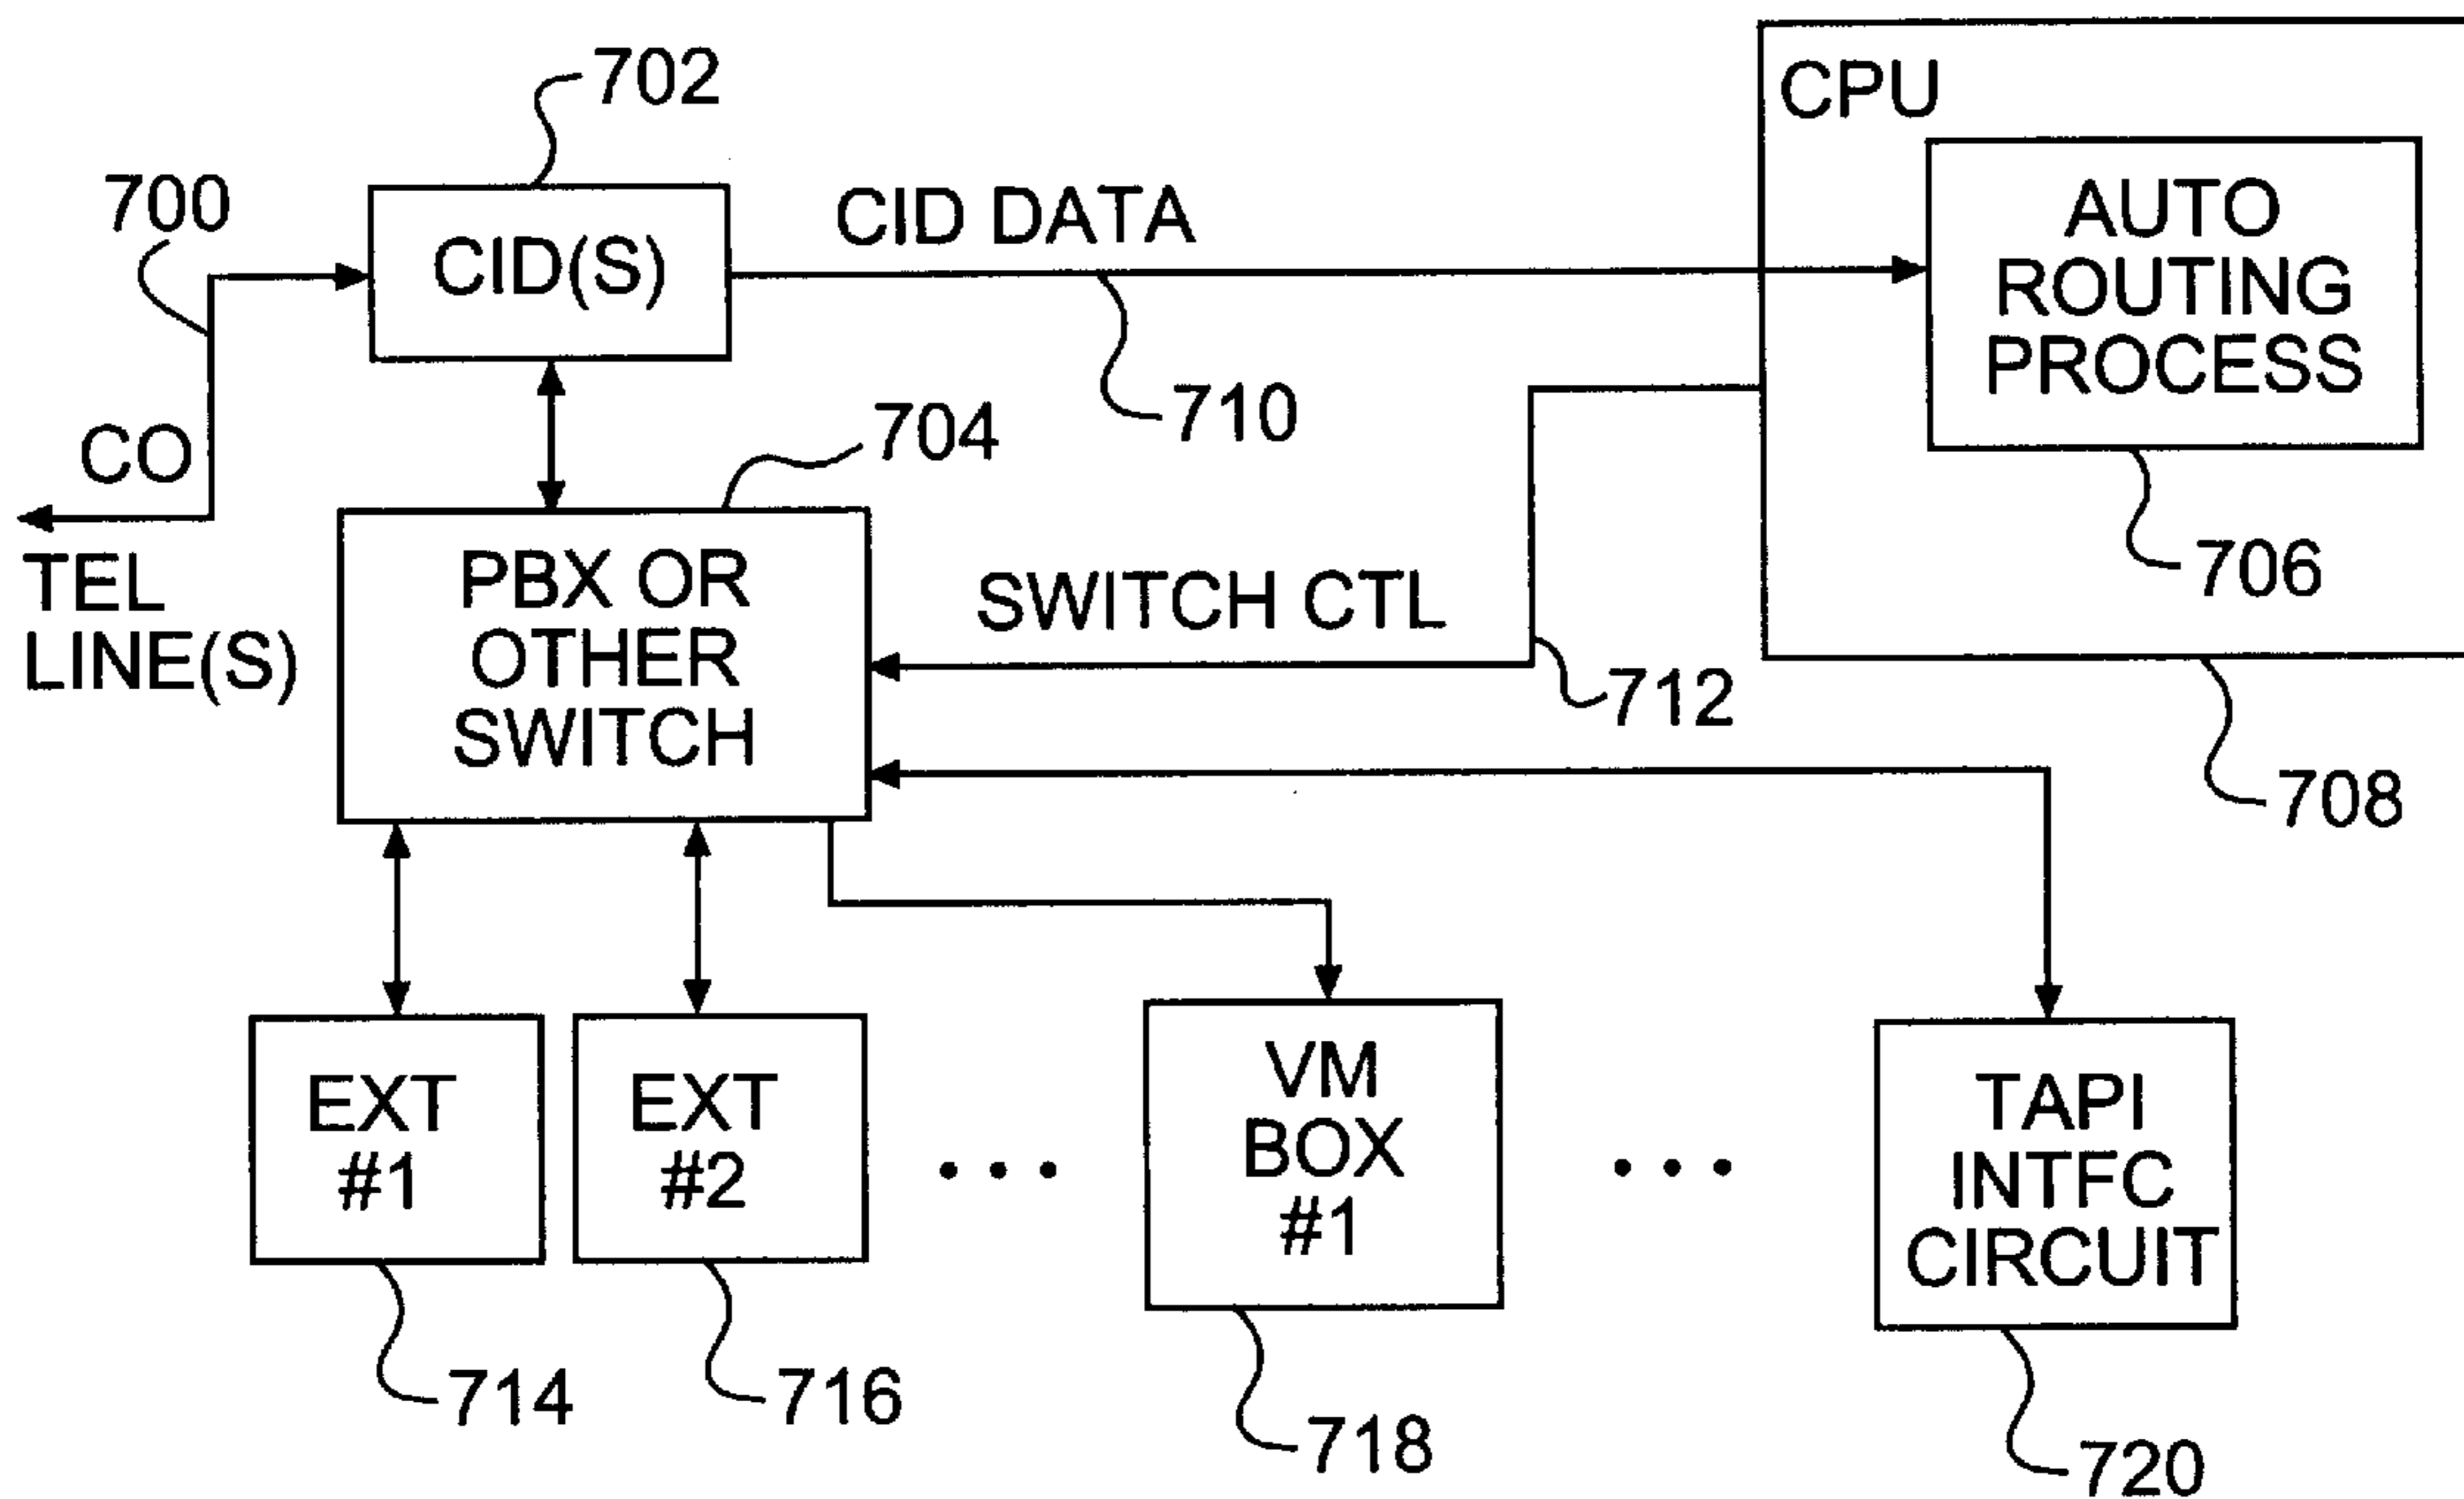 702
CPU
700
CID(S)
CID DATA
AUTO
ROUTING
PROCESS
710
704
CO
706
TEL
LINE(S)
PBX OR
OTHER
SWITCH
SWITCH CTL
712
708
EXT
#1
EXT
#2
• • •
VM
BOX
#1
• • •
TAPI
INTFC
CIRCUIT
714
716
718
720